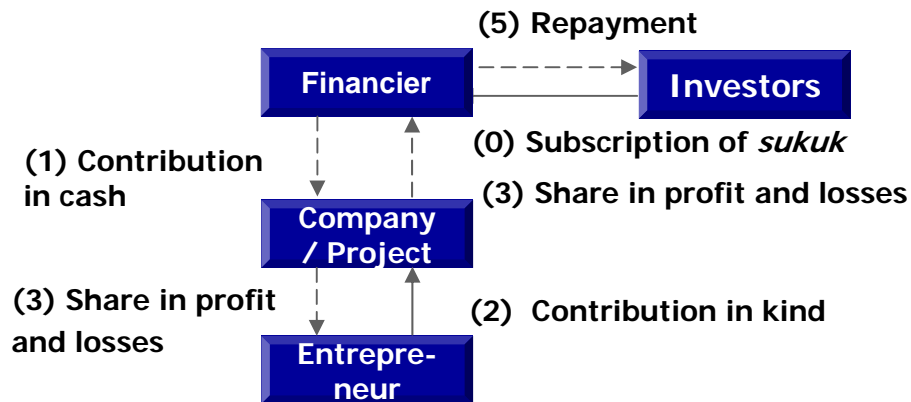 (5) Repayment
Financier
Investors
(0) Subscription of sukuk
(1) Contribution
in cash
(3) Share in profit and losses
Company
/ Project
(3) Share in profit
and losses
(2) Contribution in kind
Entrepre-
neur